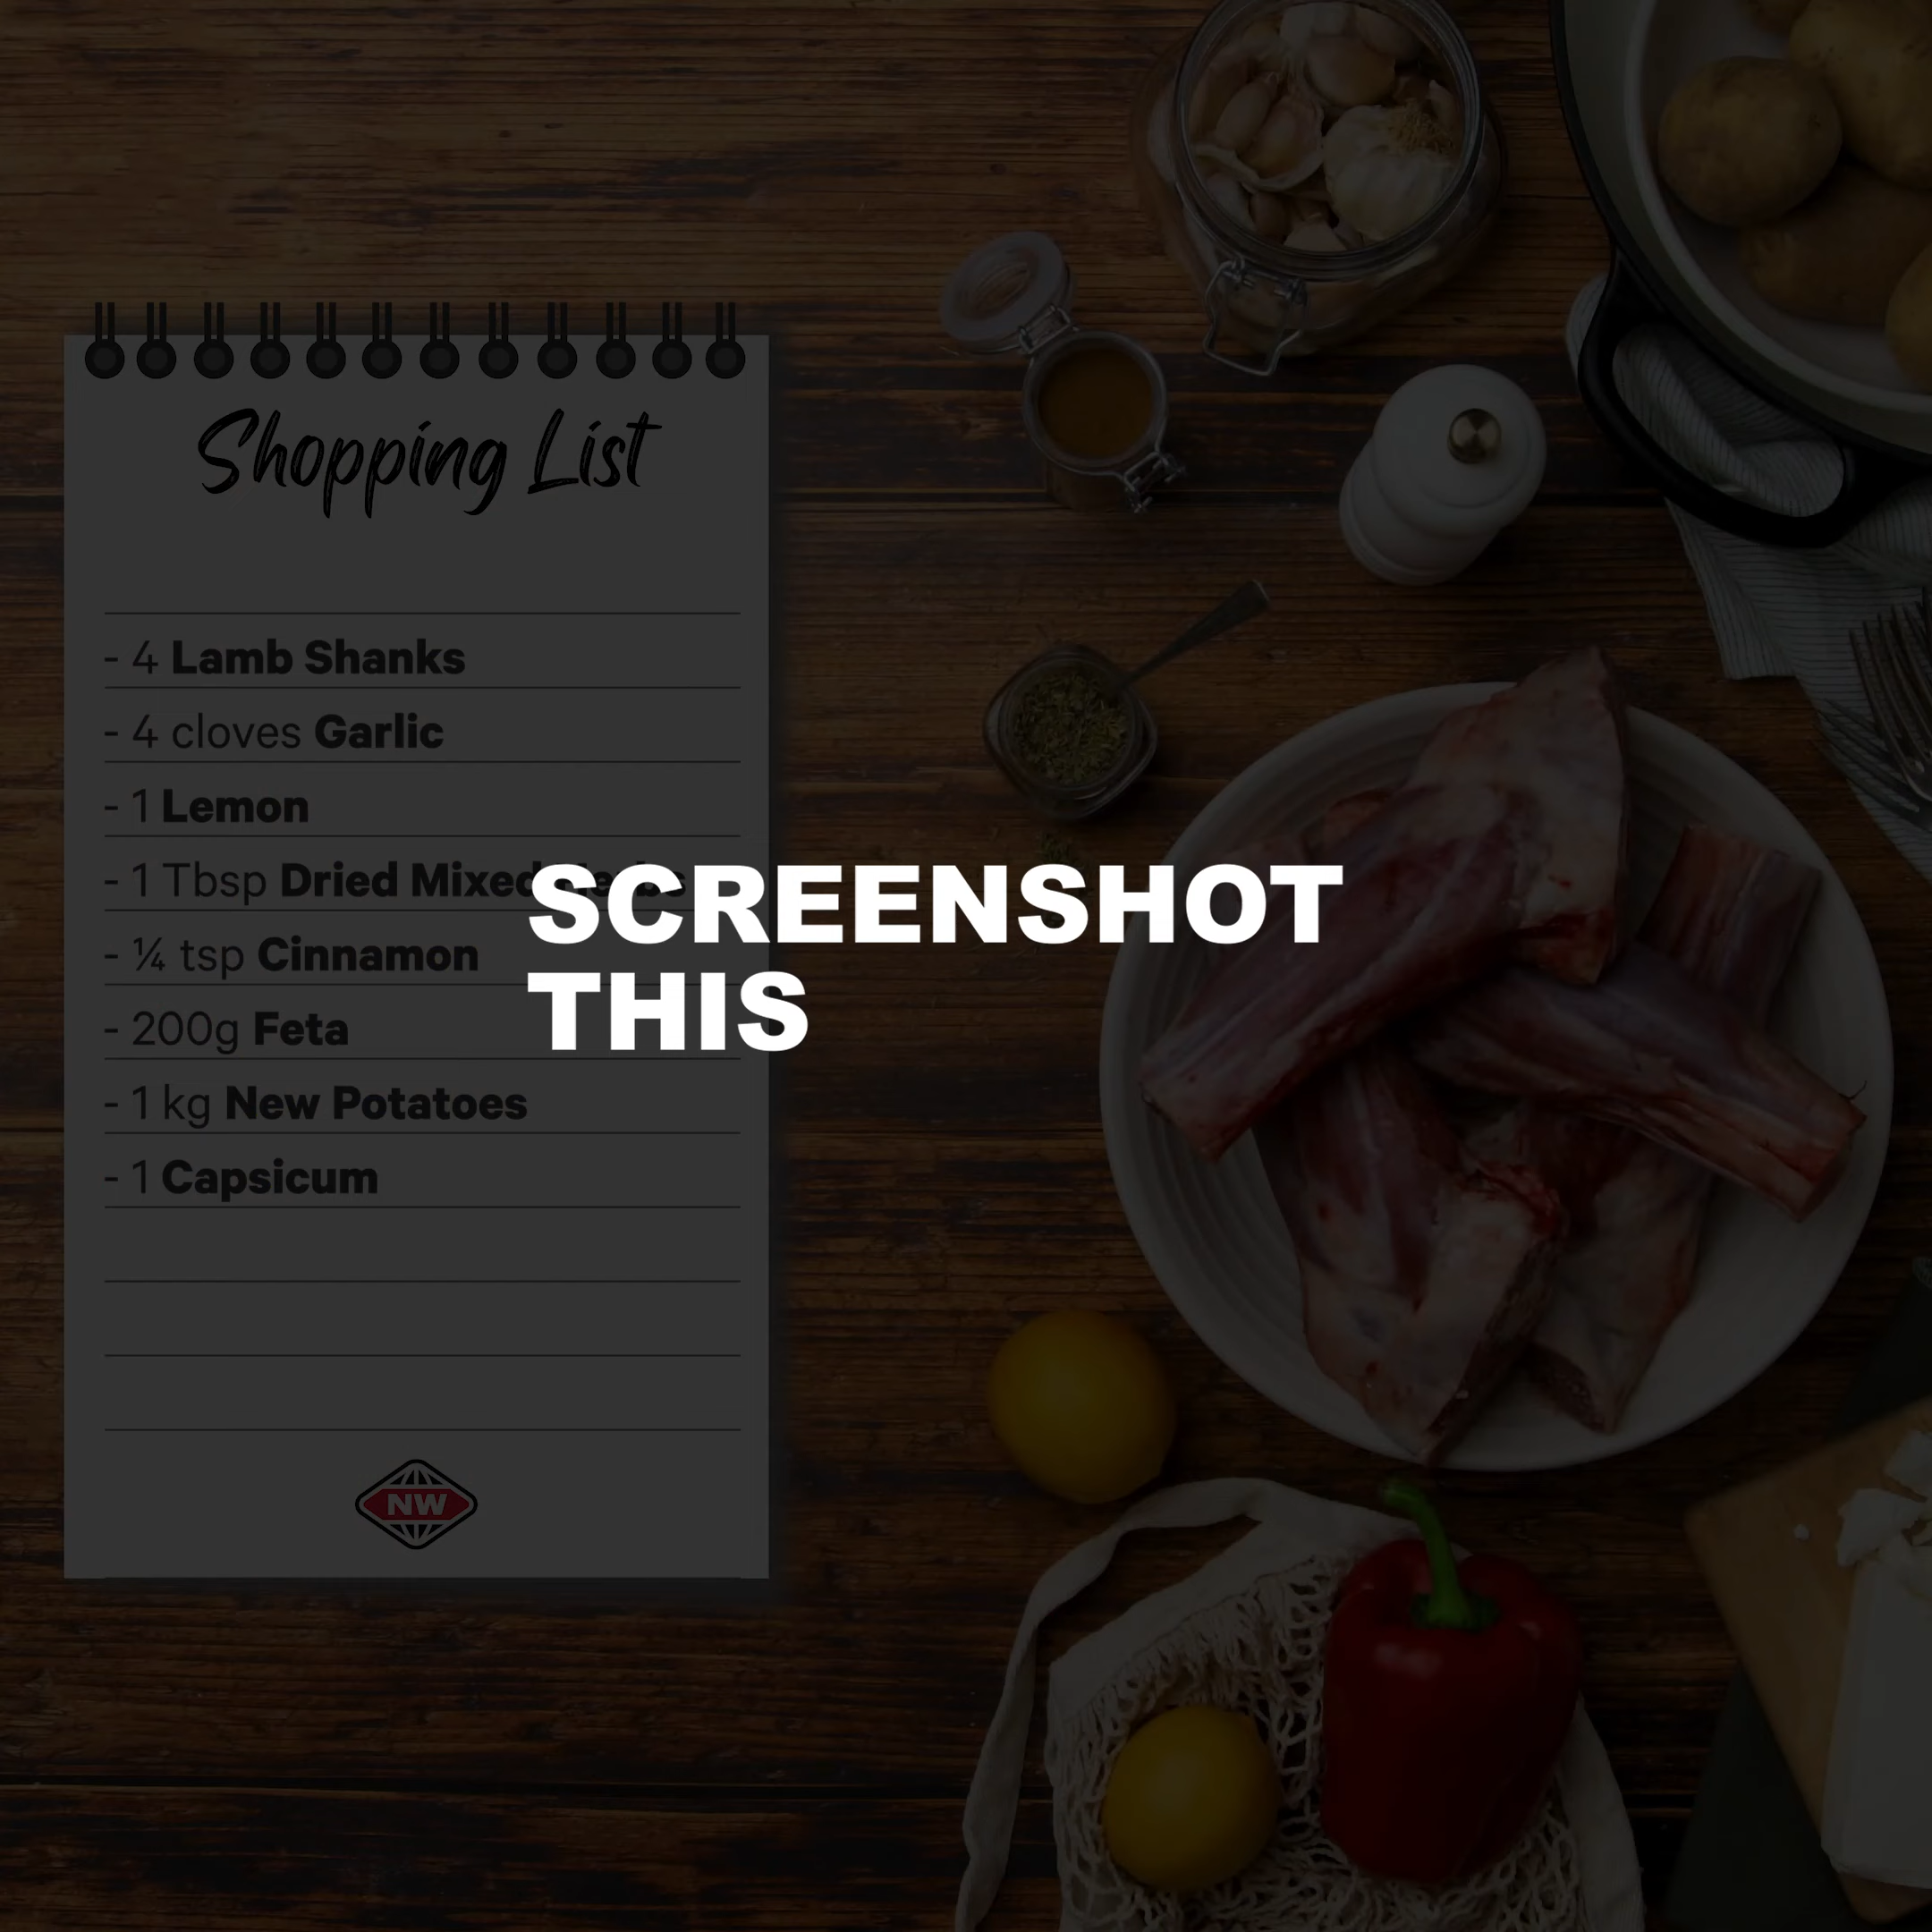 Shopping List
- 4 Lamb Shanks
- 4 cloves Garlic
- 1 Lemon
- 1 Tbsp Dried Mixed Herbs
- ¼ tsp Cinnamon
- 200g Feta
- 1 kg New Potatoes
- 1 Capsicum
NW
SCREENSHOT
THIS